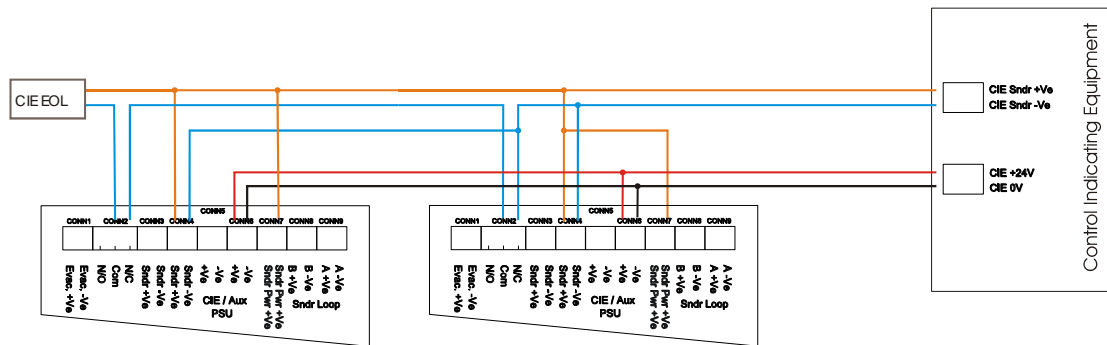 CIE EOL
CIE Sndr +Ve
CIE Sndr -Ve
CIE +24V
CIE 0V
Control Indicating Equipment
CONN1
CONN2
CONN3
CONN4
CONN5
CONN6
CONN7
CONN8
CONN9
Evac. +Ve
Evac. -Ve
N/O
Com
N/C
Sndr +Ve
Sndr -Ve
Sndr +Ve
Sndr -Ve
+Ve
-Ve
+Ve
-Ve
Sndr Pwr +Ve
Sndr Pwr +Ve
B +Ve
B -Ve
A +Ve
A -Ve
CIE / Aux
PSU
Sndr Loop
CONN1
CONN2
CONN3
CONN4
CONN5
CONN6
CONN7
CONN8
CONN9
Evac. +Ve
Evac. -Ve
N/O
Com
N/C
Sndr +Ve
Sndr -Ve
Sndr +Ve
Sndr -Ve
+Ve
-Ve
+Ve
-Ve
Sndr Pwr +Ve
Sndr Pwr +Ve
B +Ve
B -Ve
A +Ve
A -Ve
CIE / Aux
PSU
Sndr Loop